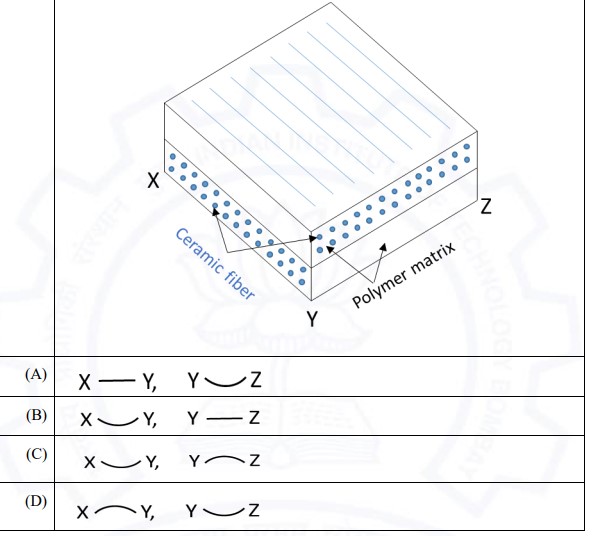 X
Z
Ceramic fiber
Polymer matrix
Y
(A) X — Y, Y Z
(B) X Y, Y — Z
(C) X Y, Y Z
(D) X Y, Y Z